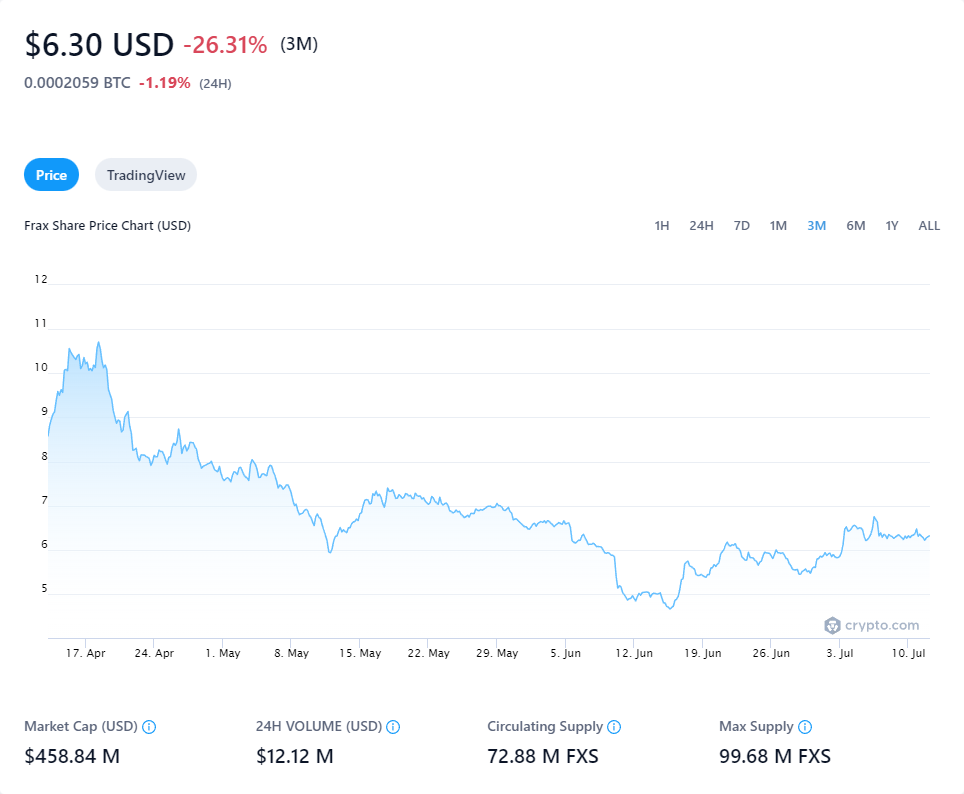 $6.30 USD -26.31% (3M)
0.0002059 BTC -1.19% (24H)
Price TradingView
Frax Share Price Chart (USD) 1H 24H 7D 1M 3M 6M 1Y ALL
12
11
10
9
8
7
6
5
crypto.com
17. Apr 24. Apr 1. May 8. May 15. May 22. May 29. May 5. Jun 12. Jun 19. Jun 26. Jun 3. Jul 10. Jul
Market Cap (USD) 24H VOLUME (USD) Circulating Supply Max Supply
$458.84 M $12.12 M 72.88 M FXS 99.68 M FXS